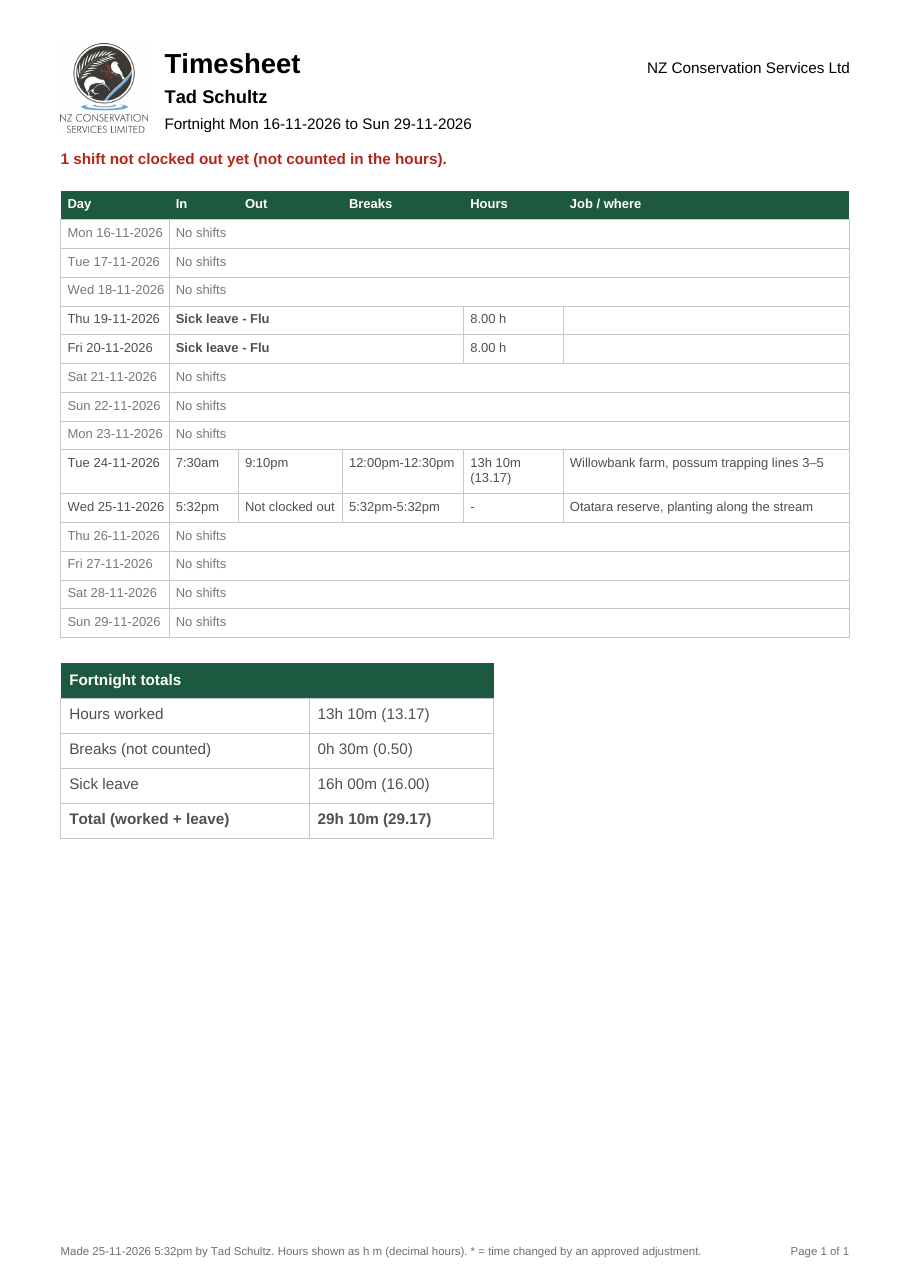 NZ CONSERVATION
SERVICES LIMITED
Timesheet
NZ Conservation Services Ltd
Tad Schultz
Fortnight Mon 16-11-2026 to Sun 29-11-2026
1 shift not clocked out yet (not counted in the hours).
Day In Out Breaks Hours Job / where
Mon 16-11-2026 No shifts
Tue 17-11-2026 No shifts
Wed 18-11-2026 No shifts
Thu 19-11-2026 Sick leave - Flu 8.00 h
Fri 20-11-2026 Sick leave - Flu 8.00 h
Sat 21-11-2026 No shifts
Sun 22-11-2026 No shifts
Mon 23-11-2026 No shifts
Tue 24-11-2026 7:30am 9:10pm 12:00pm-12:30pm 13h 10m Willowbank farm, possum trapping lines 3–5
(13.17)
Wed 25-11-2026 5:32pm Not clocked out 5:32pm-5:32pm - Otatara reserve, planting along the stream
Thu 26-11-2026 No shifts
Fri 27-11-2026 No shifts
Sat 28-11-2026 No shifts
Sun 29-11-2026 No shifts
Fortnight totals
Hours worked 13h 10m (13.17)
Breaks (not counted) 0h 30m (0.50)
Sick leave 16h 00m (16.00)
Total (worked + leave) 29h 10m (29.17)
Made 25-11-2026 5:32pm by Tad Schultz. Hours shown as h m (decimal hours). * = time changed by an approved adjustment. Page 1 of 1